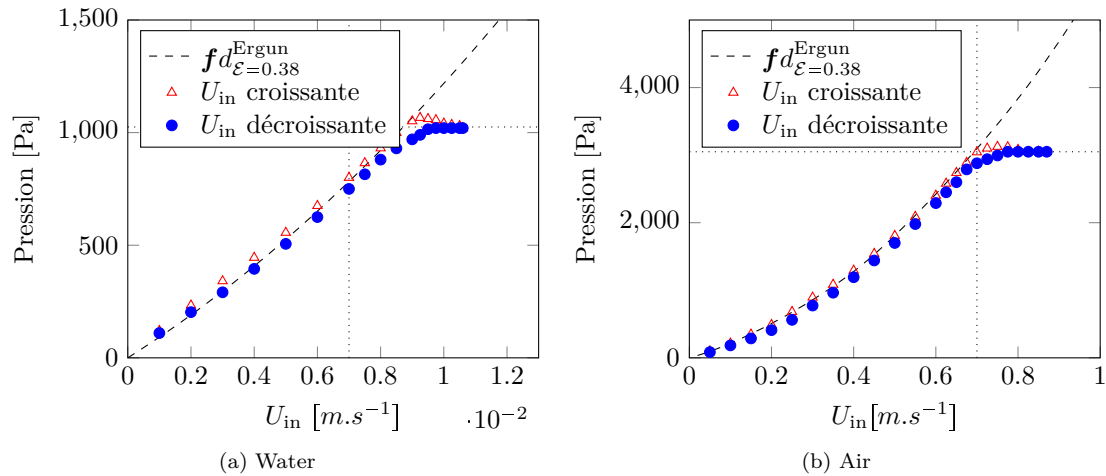 1,500
1,000
500
0
Pression [Pa]
𝒇d^Ergun_ℰ=0.38
U_in croissante
U_in décroissante
0 0.2 0.4 0.6 0.8 1 1.2
U_in [m.s⁻¹]
·10⁻²
(a) Water
4,000
2,000
0
Pression [Pa]
𝒇d^Ergun_ℰ=0.38
U_in croissante
U_in décroissante
0 0.2 0.4 0.6 0.8 1
U_in[m.s⁻¹]
(b) Air